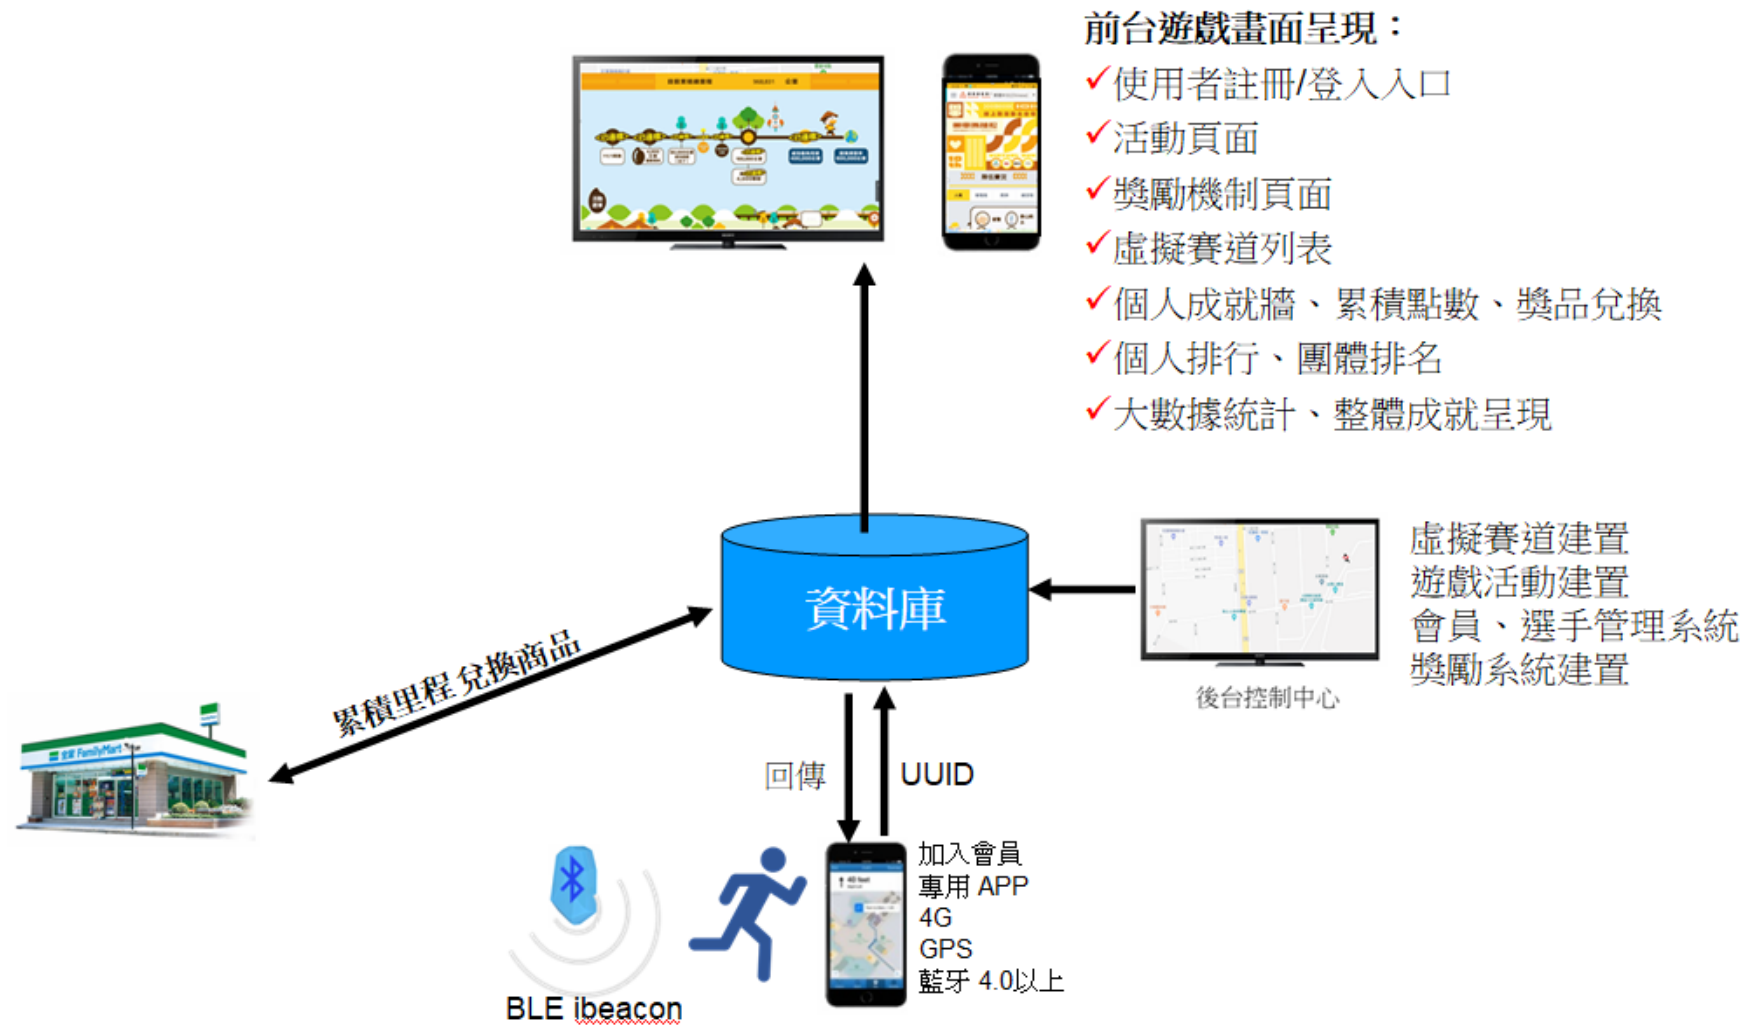 前台遊戲畫面呈現：
使用者註冊/登入入口
活動頁面
獎勵機制頁面
虛擬賽道列表
個人成就牆、累積點數、獎品兌換
個人排行、團體排名
大數據統計、整體成就呈現
資料庫
虛擬賽道建置
遊戲活動建置
會員、選手管理系統
獎勵系統建置
後台控制中心
累積里程 兌換商品
全家 FamilyMart
回傳
UUID
加入會員
專用 APP
4G
GPS
藍牙 4.0以上
BLE ibeacon